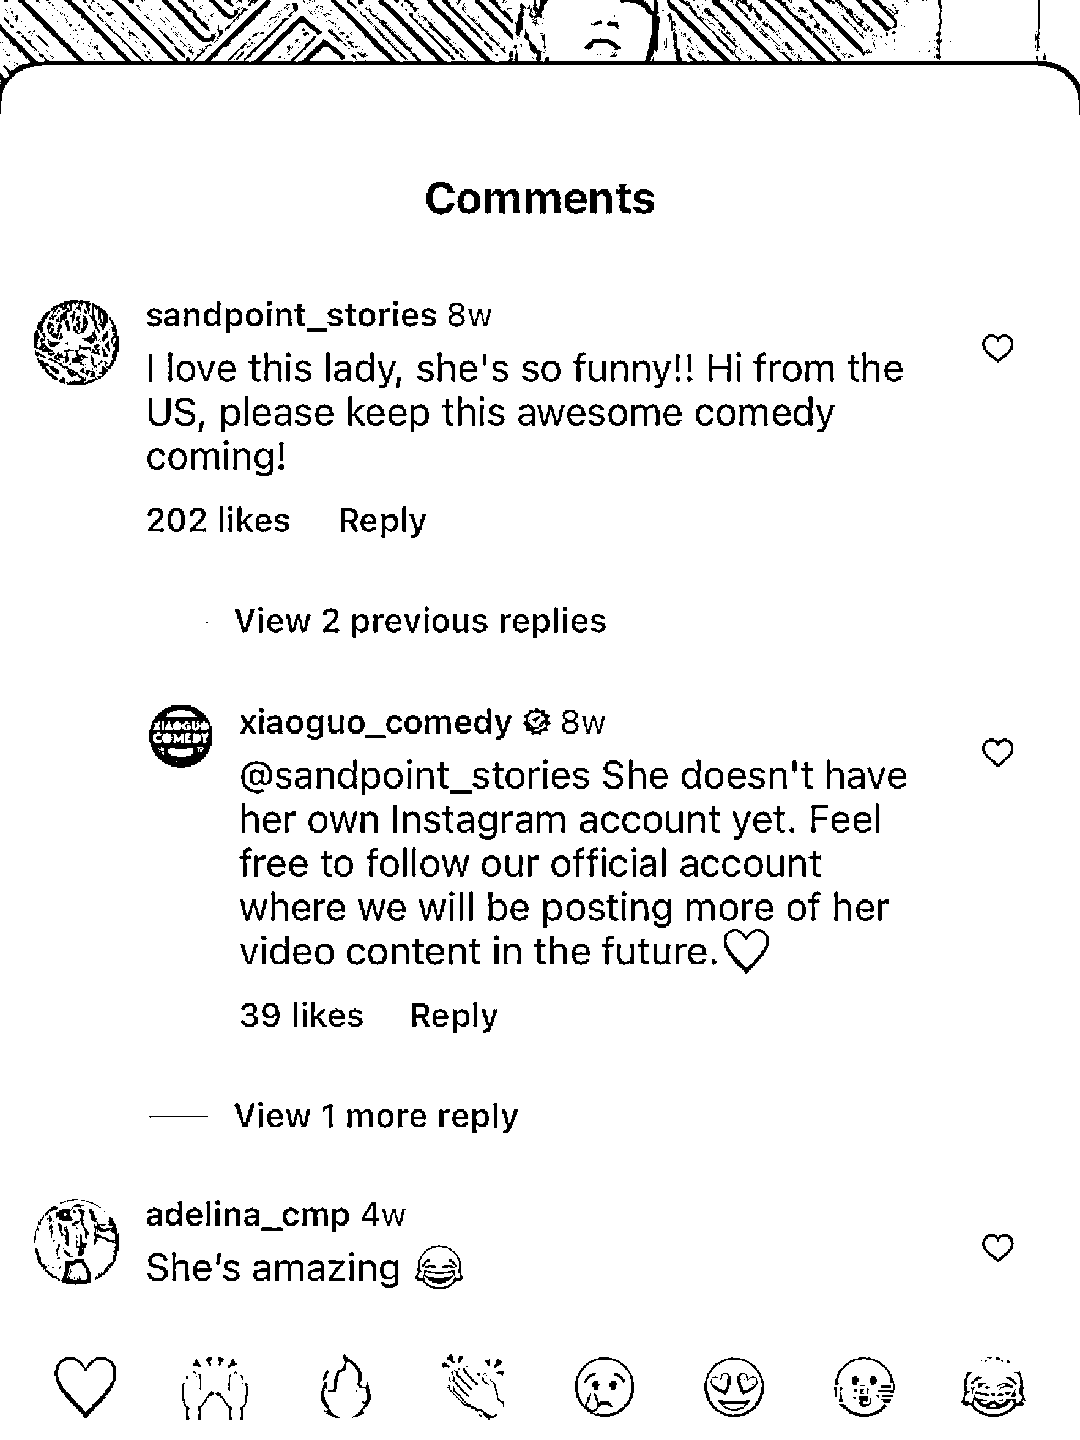 Comments
sandpoint_stories 8w
I love this lady, she's so funny!! Hi from the
US, please keep this awesome comedy
coming!
202 likes Reply
View 2 previous replies
XIAOGUO
COMEDY
xiaoguo_comedy 8w
@sandpoint_stories She doesn't have
her own Instagram account yet. Feel
free to follow our official account
where we will be posting more of her
video content in the future.♡
39 likes Reply
View 1 more reply
adelina_cmp 4w
She's amazing 😂